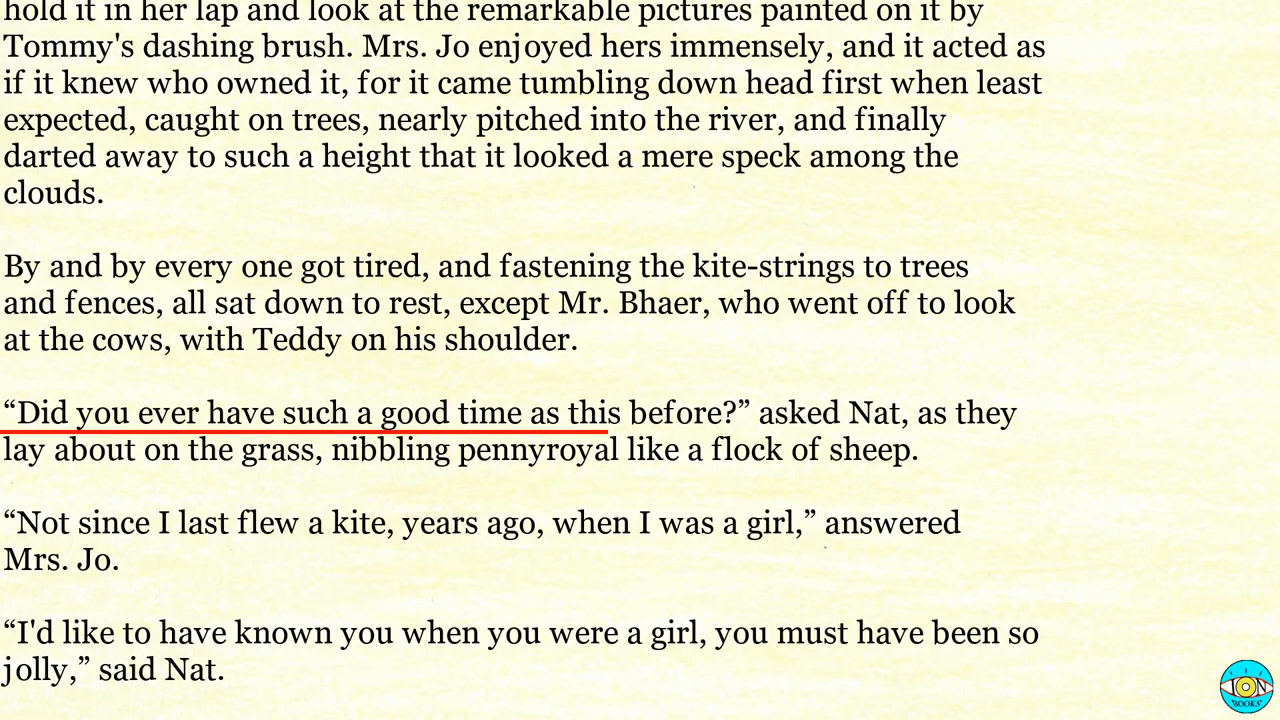 hold it in her lap and look at the remarkable pictures painted on it by
Tommy's dashing brush. Mrs. Jo enjoyed hers immensely, and it acted as
if it knew who owned it, for it came tumbling down head first when least
expected, caught on trees, nearly pitched into the river, and finally
darted away to such a height that it looked a mere speck among the
clouds.
By and by every one got tired, and fastening the kite-strings to trees
and fences, all sat down to rest, except Mr. Bhaer, who went off to look
at the cows, with Teddy on his shoulder.
“Did you ever have such a good time as this before?” asked Nat, as they
lay about on the grass, nibbling pennyroyal like a flock of sheep.
“Not since I last flew a kite, years ago, when I was a girl,” answered
Mrs. Jo.
“I'd like to have known you when you were a girl, you must have been so
jolly,” said Nat.
ION
BOOKS